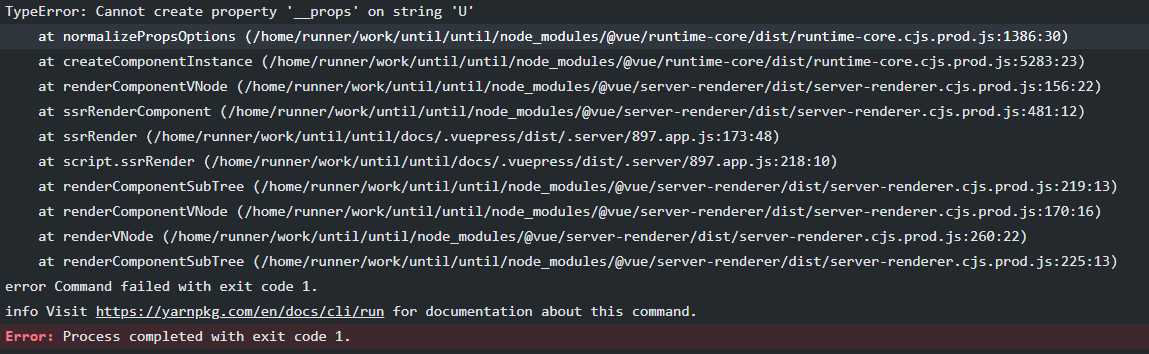 TypeError: Cannot create property '__props' on string 'U'
at normalizePropsOptions (/home/runner/work/until/until/node_modules/@vue/runtime-core/dist/runtime-core.cjs.prod.js:1386:30)
at createComponentInstance (/home/runner/work/until/until/node_modules/@vue/runtime-core/dist/runtime-core.cjs.prod.js:5283:23)
at renderComponentVNode (/home/runner/work/until/until/node_modules/@vue/server-renderer/dist/server-renderer.cjs.prod.js:156:22)
at ssrRenderComponent (/home/runner/work/until/until/node_modules/@vue/server-renderer/dist/server-renderer.cjs.prod.js:481:12)
at ssrRender (/home/runner/work/until/until/docs/.vuepress/dist/.server/897.app.js:173:48)
at script.ssrRender (/home/runner/work/until/until/docs/.vuepress/dist/.server/897.app.js:218:10)
at renderComponentSubTree (/home/runner/work/until/until/node_modules/@vue/server-renderer/dist/server-renderer.cjs.prod.js:219:13)
at renderComponentVNode (/home/runner/work/until/until/node_modules/@vue/server-renderer/dist/server-renderer.cjs.prod.js:170:16)
at renderVNode (/home/runner/work/until/until/node_modules/@vue/server-renderer/dist/server-renderer.cjs.prod.js:260:22)
at renderComponentSubTree (/home/runner/work/until/until/node_modules/@vue/server-renderer/dist/server-renderer.cjs.prod.js:225:13)
error Command failed with exit code 1.
info Visit https://yarnpkg.com/en/docs/cli/run for documentation about this command.
Error: Process completed with exit code 1.